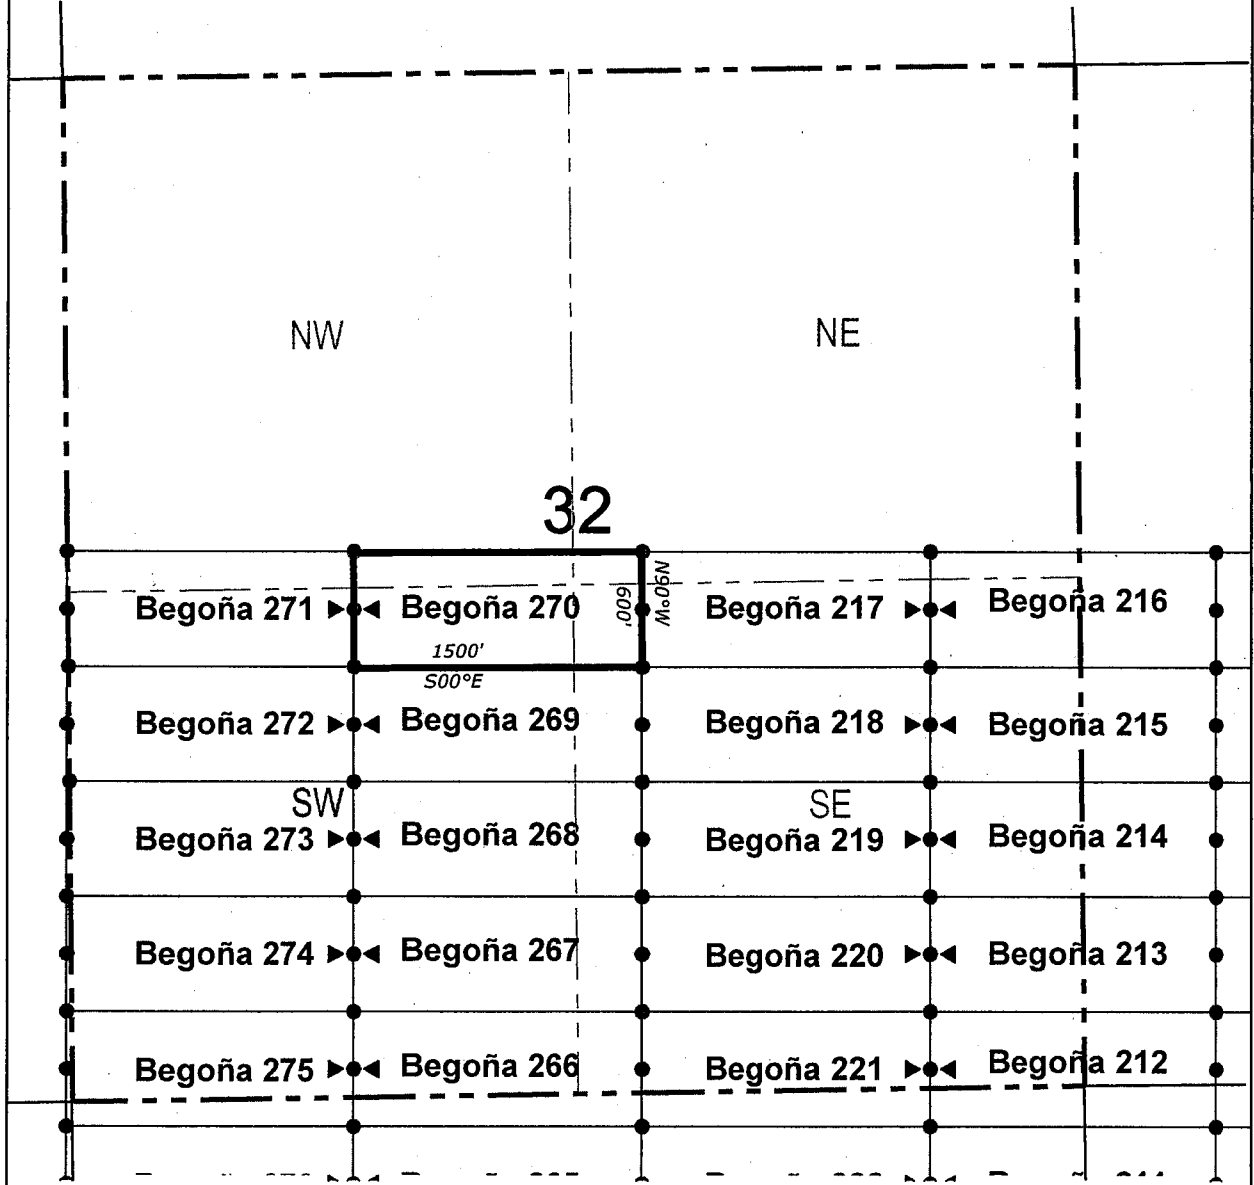 NW NE
32
N90°W
600'
Begoña 271 Begoña 270 Begoña 217 Begoña 216
1500'
S00°E
Begoña 272 Begoña 269 Begoña 218 Begoña 215
SW SE
Begoña 273 Begoña 268 Begoña 219 Begoña 214
Begoña 274 Begoña 267 Begoña 220 Begoña 213
Begoña 275 Begoña 266 Begoña 221 Begoña 212